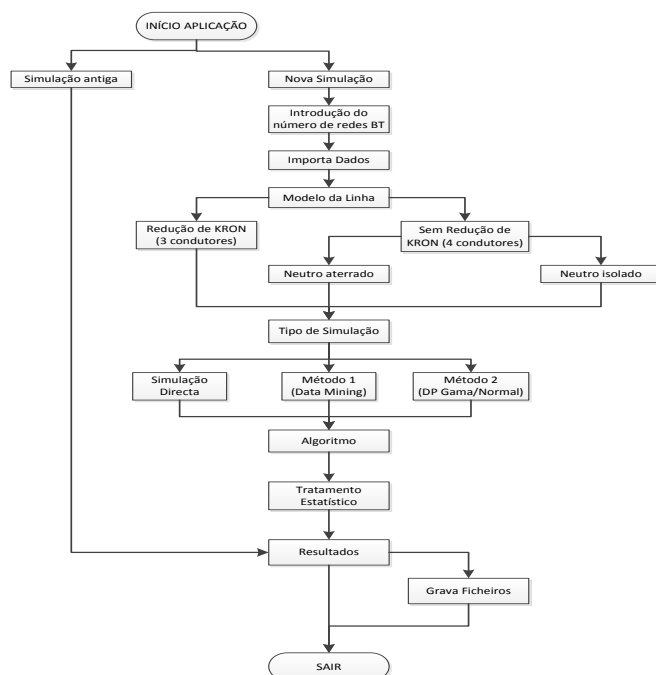 INÍCIO APLICAÇÃO
Simulação antiga
Nova Simulação
Introdução do
número de redes BT
Importa Dados
Modelo da Linha
Redução de KRON
(3 condutores)
Sem Redução de
KRON (4 condutores)
Neutro aterrado
Neutro isolado
Tipo de Simulação
Simulação
Directa
Método 1
(Data Mining)
Método 2
(DP Gama/Normal)
Algoritmo
Tratamento
Estatístico
Resultados
Grava Ficheiros
SAIR